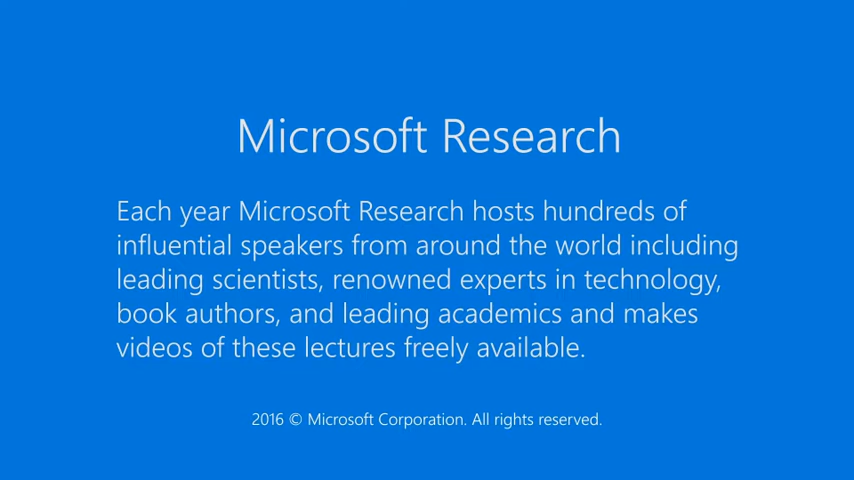 Microsoft Research
Each year Microsoft Research hosts hundreds of
influential speakers from around the world including
leading scientists, renowned experts in technology,
book authors, and leading academics and makes
videos of these lectures freely available.
2016 © Microsoft Corporation. All rights reserved.